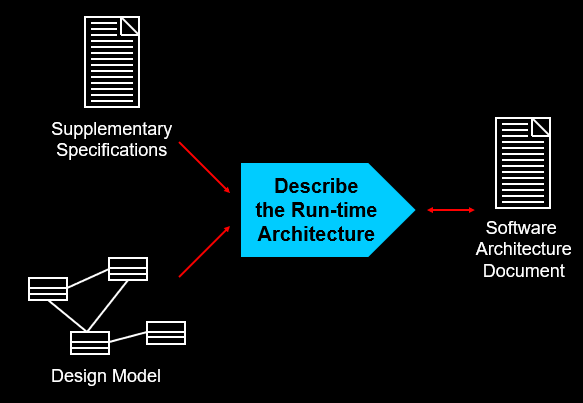 Supplementary
Specifications
Describe
the Run-time
Architecture
Software
Architecture
Document
Design Model